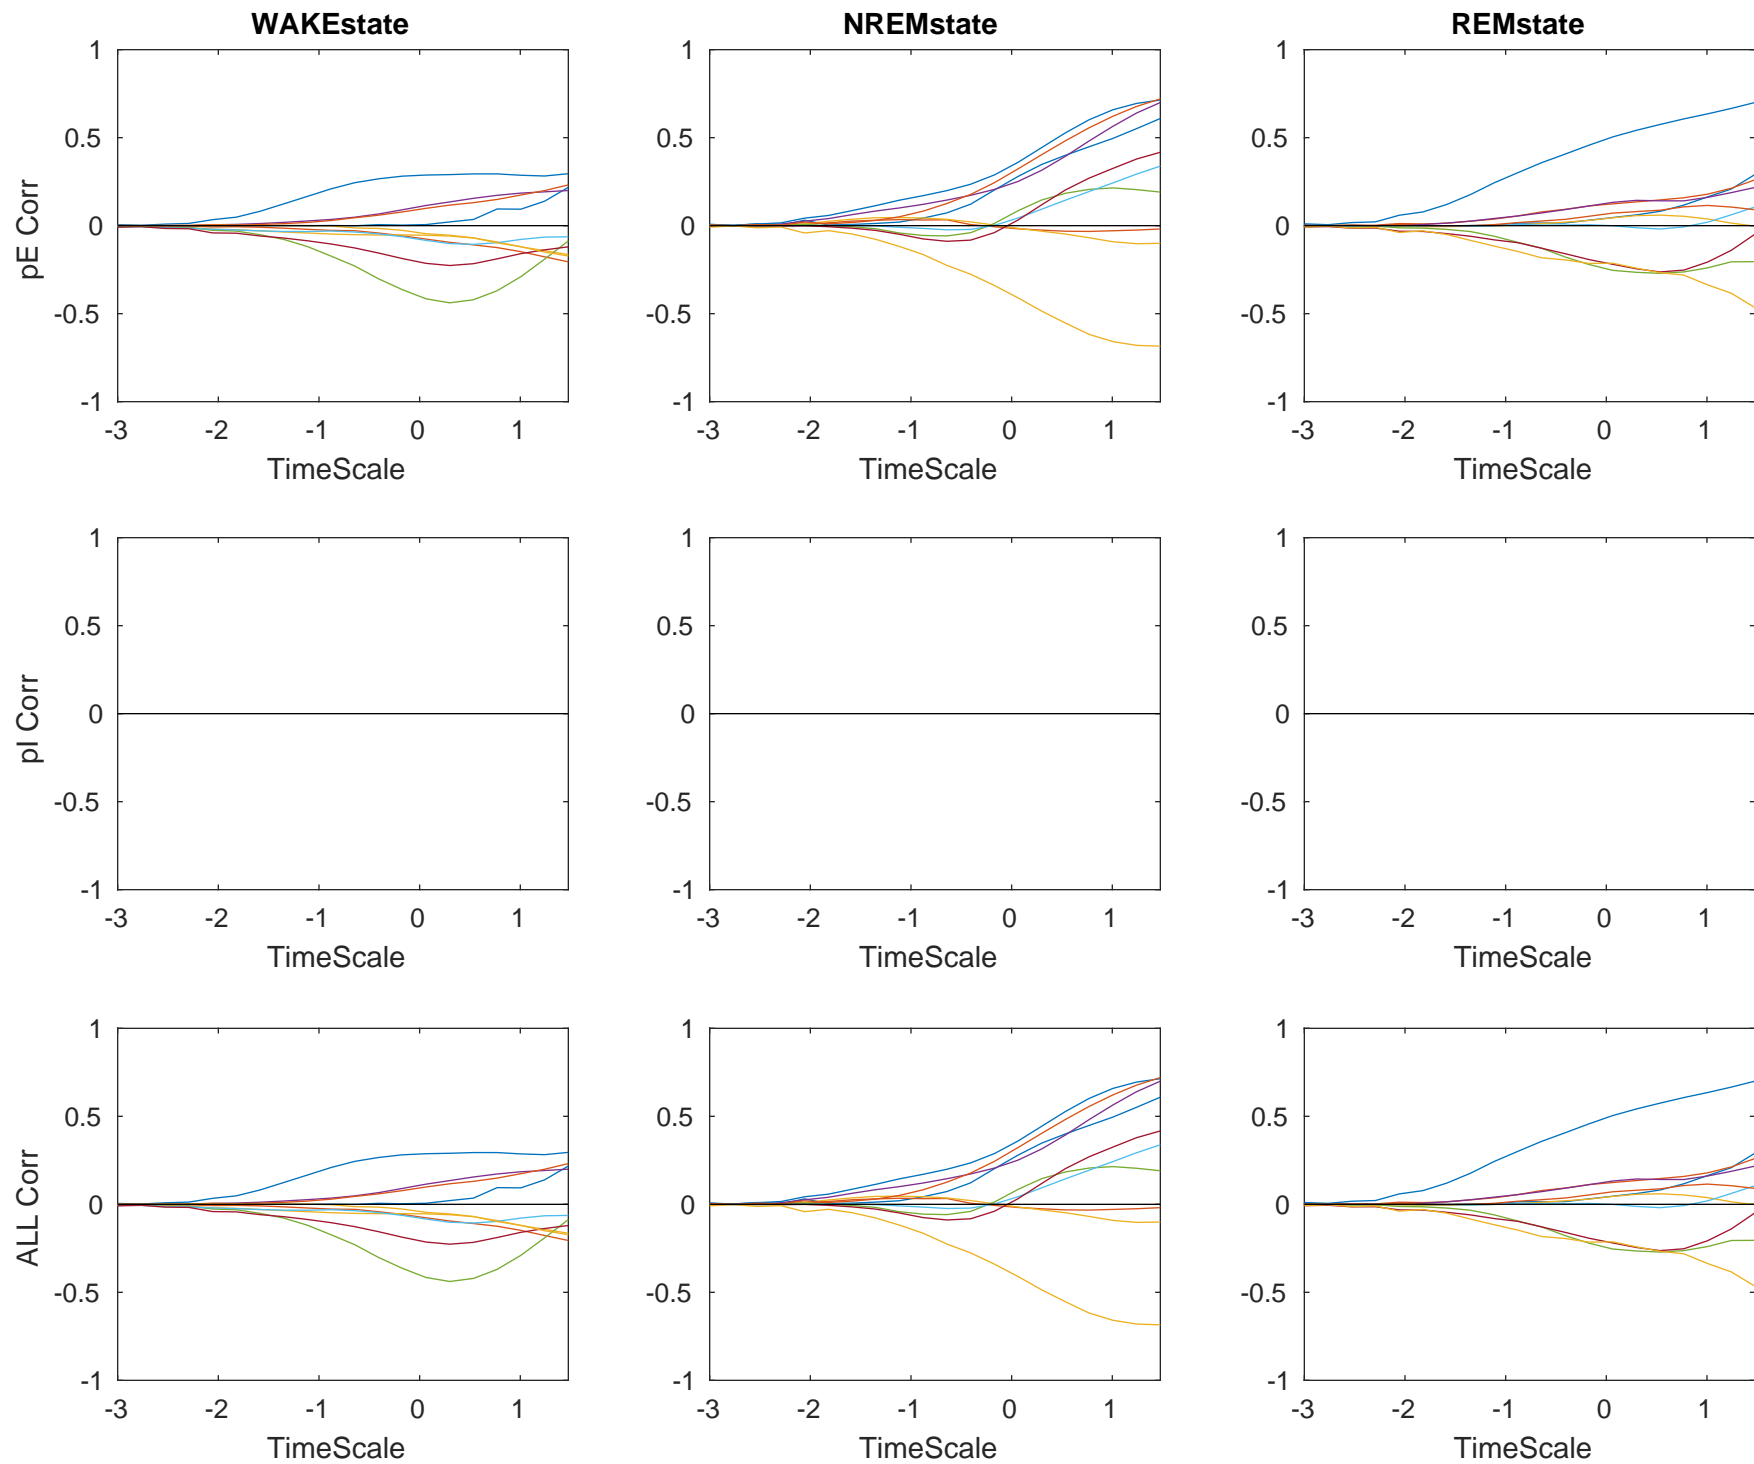 WAKEstate NREMstate REMstate
1 1 1
0.5 0.5 0.5
pE Corr
0 0 0
-0.5 -0.5 -0.5
-1 -1 -1
-3 -2 -1 0 1 -3 -2 -1 0 1 -3 -2 -1 0 1
TimeScale TimeScale TimeScale
1 1 1
0.5 0.5 0.5
pI Corr
0 0 0
-0.5 -0.5 -0.5
-1 -1 -1
-3 -2 -1 0 1 -3 -2 -1 0 1 -3 -2 -1 0 1
TimeScale TimeScale TimeScale
1 1 1
0.5 0.5 0.5
ALL Corr
0 0 0
-0.5 -0.5 -0.5
-1 -1 -1
-3 -2 -1 0 1 -3 -2 -1 0 1 -3 -2 -1 0 1
TimeScale TimeScale TimeScale